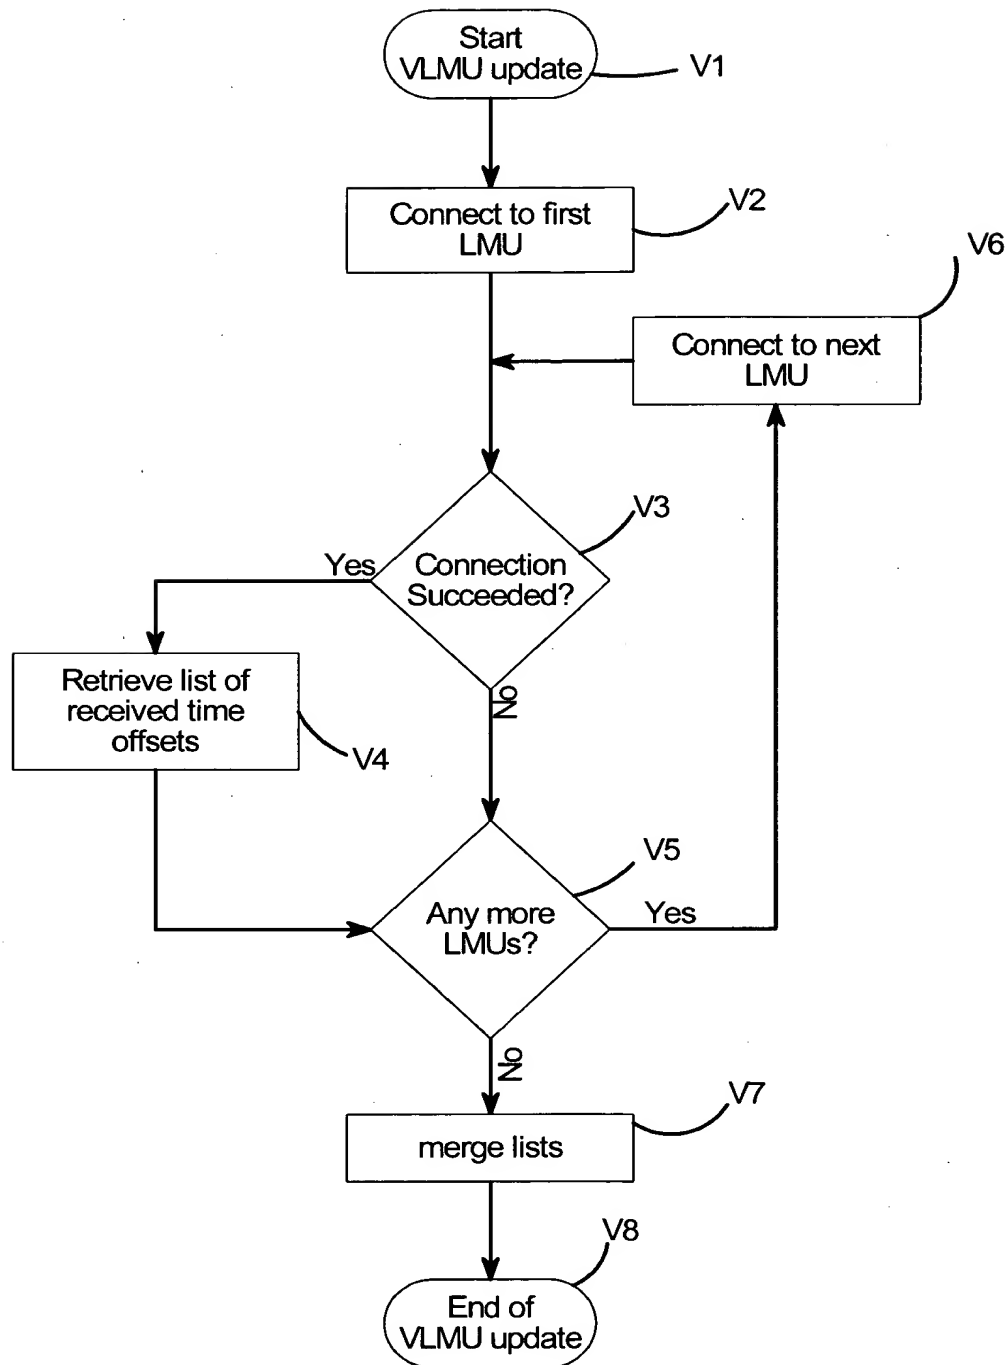 Start
VLMU update
V1
Connect to first
LMU
V2
V6
Connect to next
LMU
V3
Yes
Connection
Succeeded?
Retrieve list of
received time
offsets
V4
No
V5
Any more
LMUs?
Yes
No
V7
merge lists
V8
End of
VLMU update